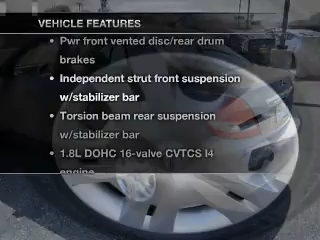 VEHICLE FEATURES
• Pwr front vented disc/rear drum
brakes
• Independent strut front suspension
w/stabilizer bar
• Torsion beam rear suspension
w/stabilizer bar
• 1.8L DOHC 16-valve CVTCS I4
engine